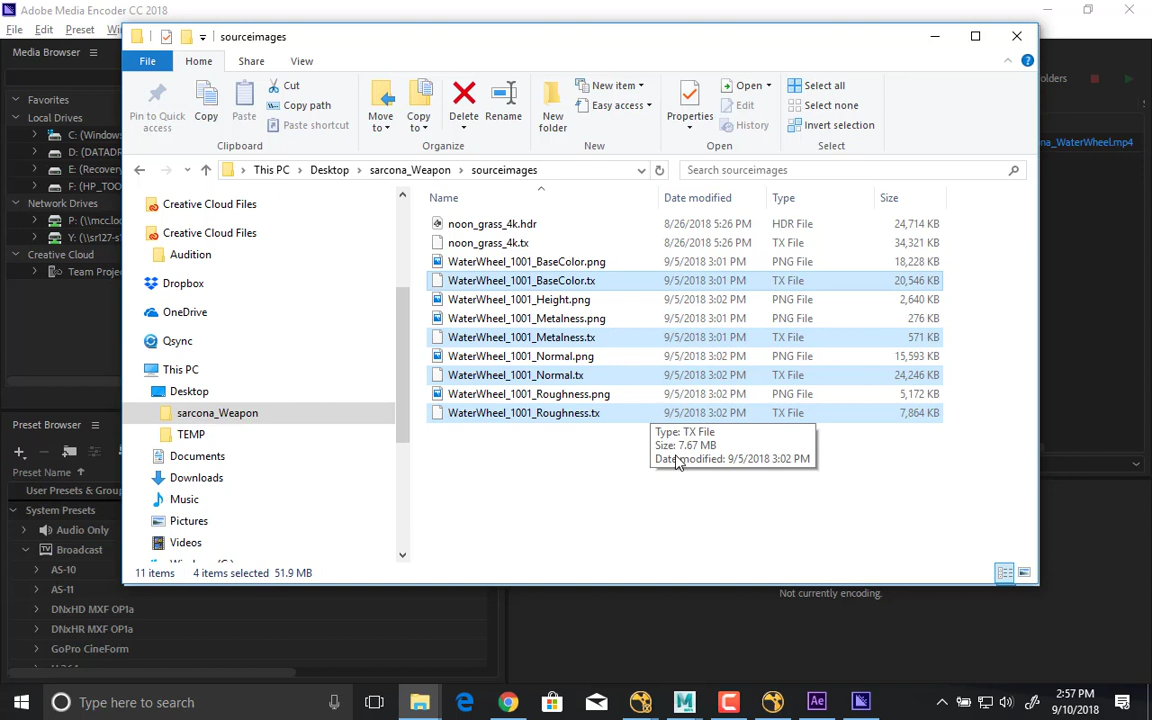 Adobe Media Encoder CC 2018
File Edit Preset
Media Browser
Favorites
Local Drives
C: (Windows
D: (DATADR
E: (Recovery
F: (HP_TOO
Network Drives
P: (\\mcc.loc
Y: (\\sr127-s
Creative Cloud
Team Proje
Preset Browser
Preset Name
User Presets & Group
System Presets
Audio Only
Broadcast
AS-10
AS-11
DNxHD MXF OP1a
DNxHR MXF OP1a
GoPro CineForm
sourceimages
File Home Share View
Pin to Quick access
Copy
Paste
Cut
Copy path
Paste shortcut
Clipboard
Move to
Copy to
Delete
Rename
Organize
New folder
New item
Easy access
New
Properties
Open
Edit
History
Open
Select all
Select none
Invert selection
Select
This PC Desktop sarcona_Weapon sourceimages
Search sourceimages
Creative Cloud Files
Creative Cloud Files
Audition
Dropbox
OneDrive
Qsync
This PC
Desktop
sarcona_Weapon
TEMP
Documents
Downloads
Music
Pictures
Videos
Name Date modified Type Size
noon_grass_4k.hdr 8/26/2018 5:26 PM HDR File 24,714 KB
noon_grass_4k.tx 8/26/2018 5:26 PM TX File 34,321 KB
WaterWheel_1001_BaseColor.png 9/5/2018 3:01 PM PNG File 18,228 KB
WaterWheel_1001_BaseColor.tx 9/5/2018 3:01 PM TX File 20,546 KB
WaterWheel_1001_Height.png 9/5/2018 3:02 PM PNG File 2,640 KB
WaterWheel_1001_Metalness.png 9/5/2018 3:01 PM PNG File 276 KB
WaterWheel_1001_Metalness.tx 9/5/2018 3:01 PM TX File 571 KB
WaterWheel_1001_Normal.png 9/5/2018 3:02 PM PNG File 15,593 KB
WaterWheel_1001_Normal.tx 9/5/2018 3:02 PM TX File 24,246 KB
WaterWheel_1001_Roughness.png 9/5/2018 3:02 PM PNG File 5,172 KB
WaterWheel_1001_Roughness.tx 9/5/2018 3:02 PM TX File 7,864 KB
Type: TX File
Size: 7.67 MB
Date modified: 9/5/2018 3:02 PM
11 items 4 items selected 51.9 MB
olders
na_WaterWheel.mp4
Not currently encoding.
Type here to search
2:57 PM
9/10/2018